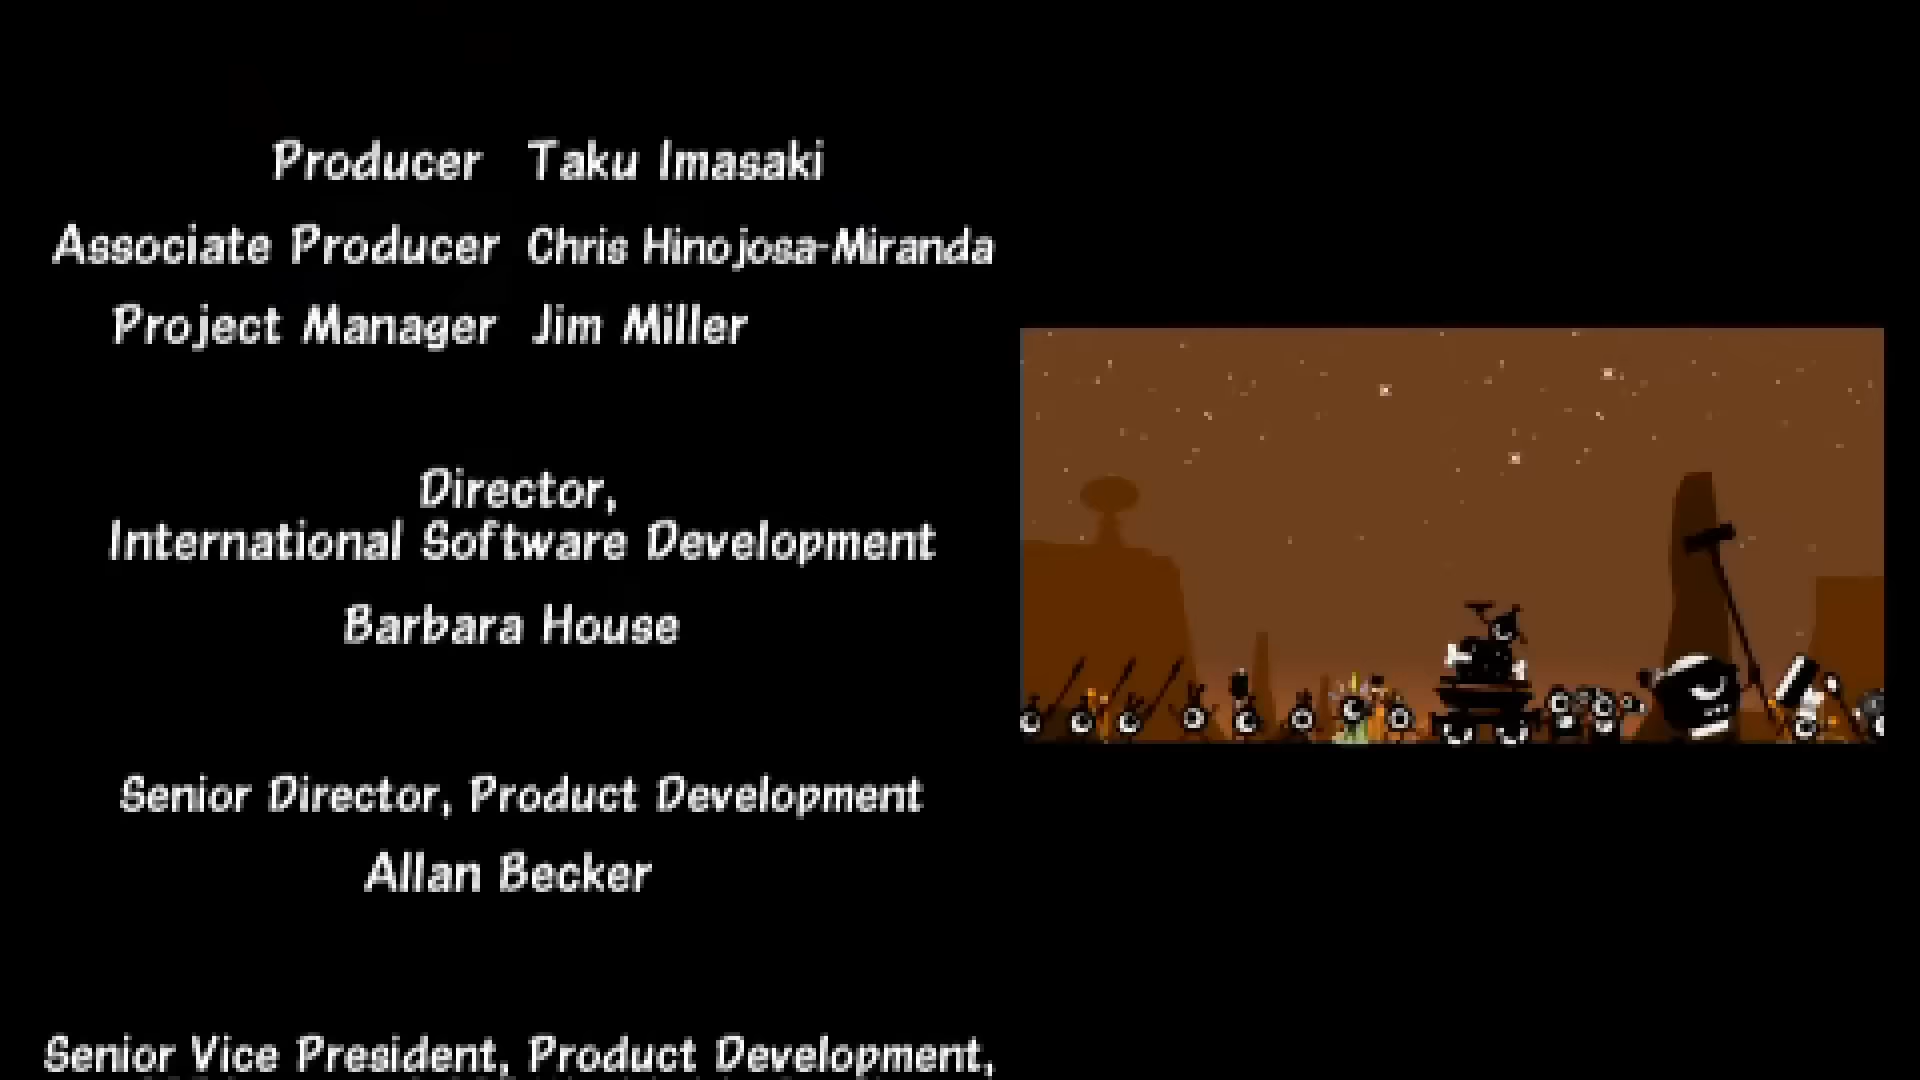 Producer Taku Imasaki
Associate Producer Chris Hinojosa-Miranda
Project Manager Jim Miller
Director,
International Software Development
Barbara House
Senior Director, Product Development
Allan Becker
Senior Vice President, Product Development,